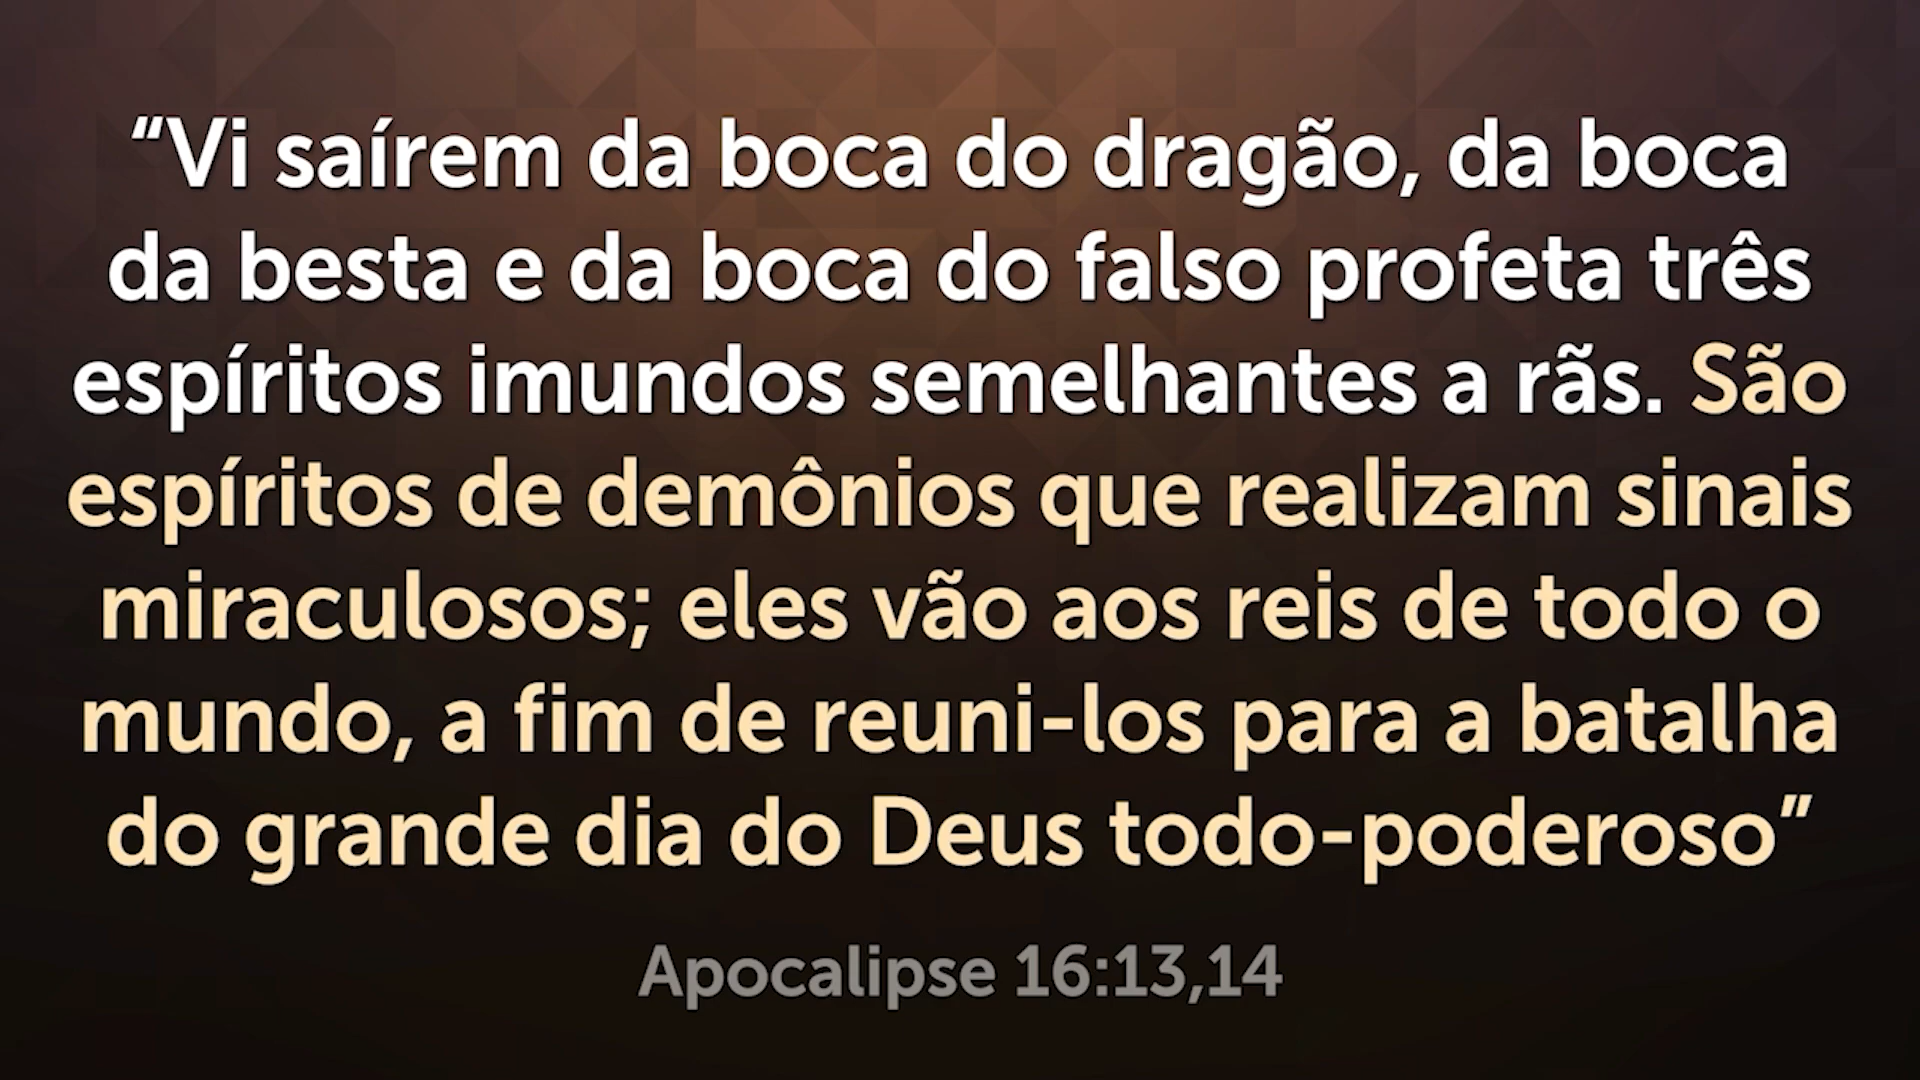 “Vi saírem da boca do dragão, da boca
da besta e da boca do falso profeta três
espíritos imundos semelhantes a rãs. São
espíritos de demônios que realizam sinais
miraculosos; eles vão aos reis de todo o
mundo, a fim de reuni-los para a batalha
do grande dia do Deus todo-poderoso”
Apocalipse 16:13,14